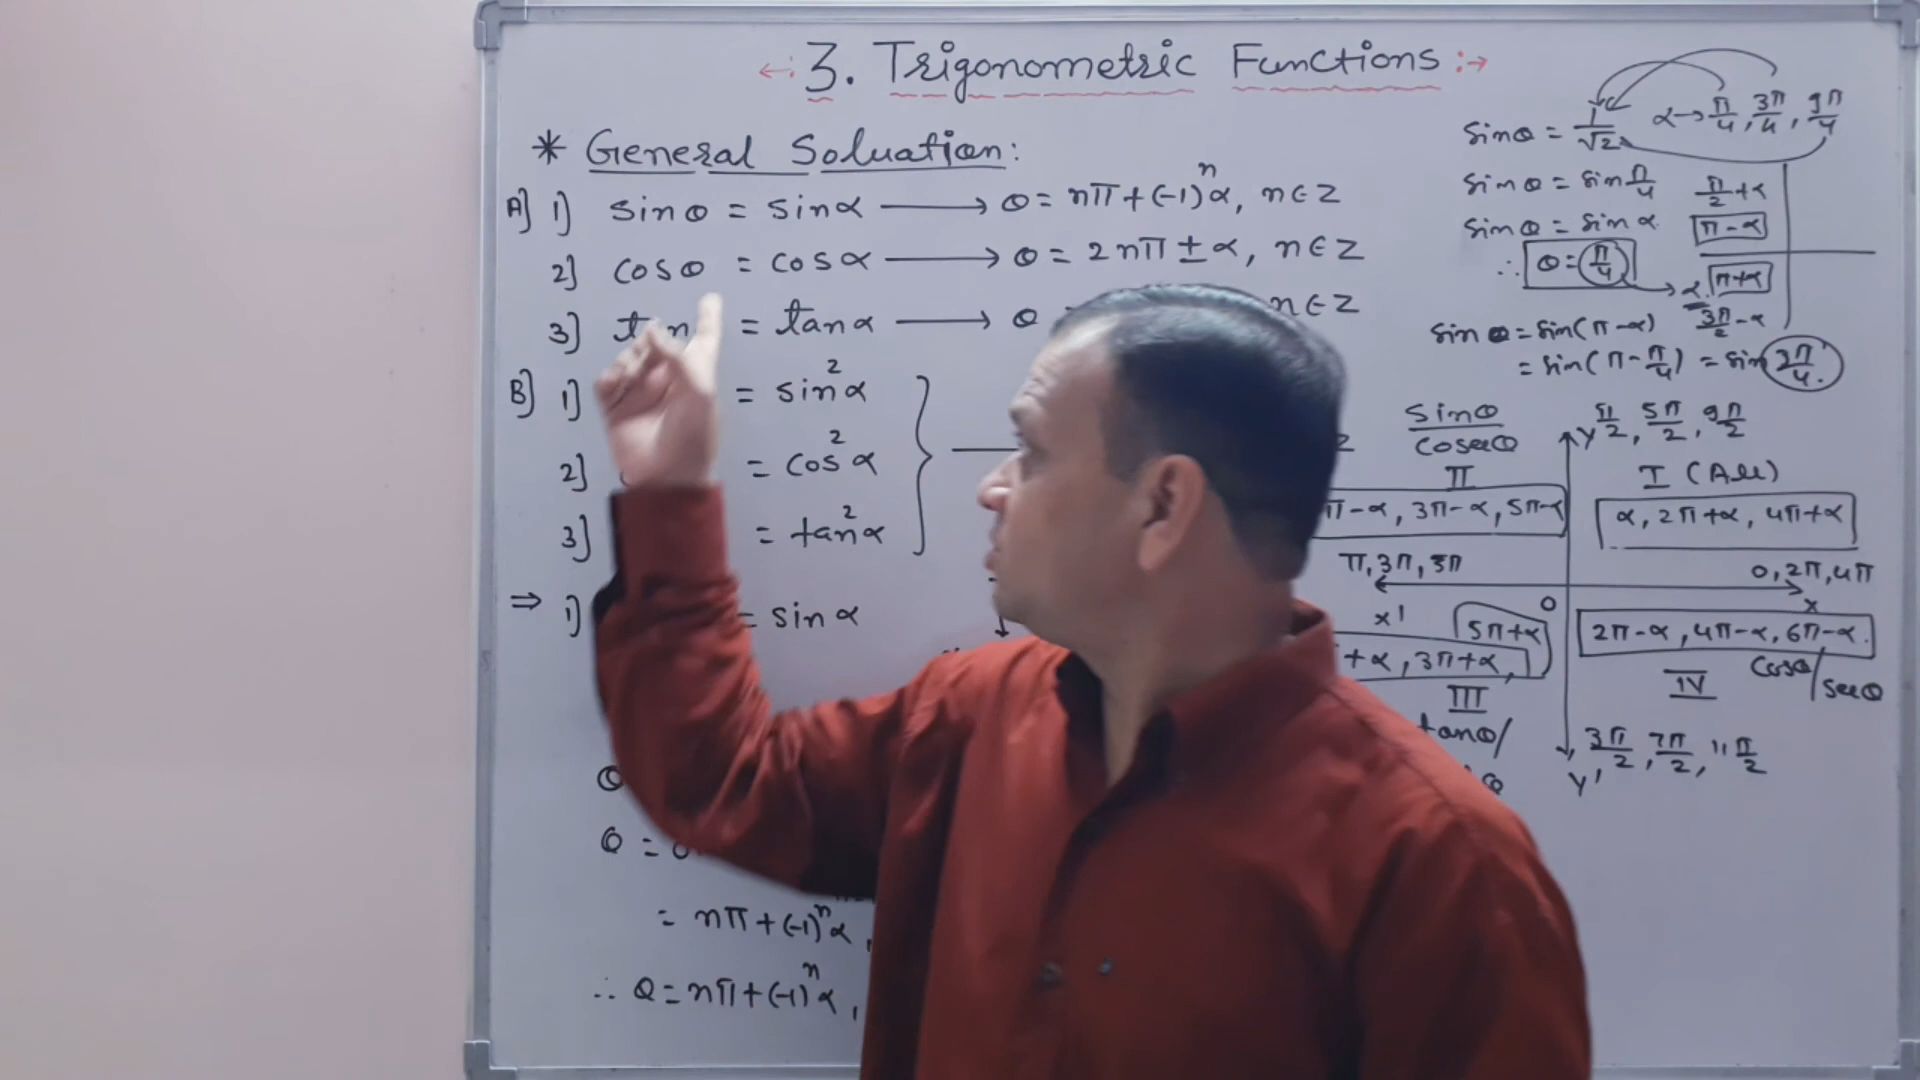 ←: 3. Trigonometric Functions :→
* General Soluation:
A] 1) sinθ = sinα → θ = nπ + (-1)ⁿα, n∈Z
2] cosθ = cosα → θ = 2nπ ± α, n∈Z
3] tan = tanα → θ n∈Z
B] 1) = sin²α
2] = cos²α
3] = tan²α
⇒ 1) = sinα
θ
θ = 0
= nπ + (-1)ⁿα,
∴ θ = nπ + (-1)ⁿα,
sinθ = 1/√2 α→ π/4, 3π/4, 9π/4
sinθ = sin π/4
sinθ = sinα
∴ θ = π/4 → α
π/2 + α
π - α
π + α
3π/2 - α
sinθ = sin(π - α)
= sin(π - π/4) = sin 3π/4.
sinθ
cosecθ
II
π-α, 3π-α, 5π-α
π, 3π, 5π
x'
Y π/2, 5π/2, 9π/2
I (All)
α, 2π+α, 4π+α
0, 2π, 4π
x
0
5π+α
+α, 3π+α,
III
tanθ/
θ
2π-α, 4π-α, 6π-α.
IV
cosθ/secθ
Y' 3π/2, 7π/2, 11π/2